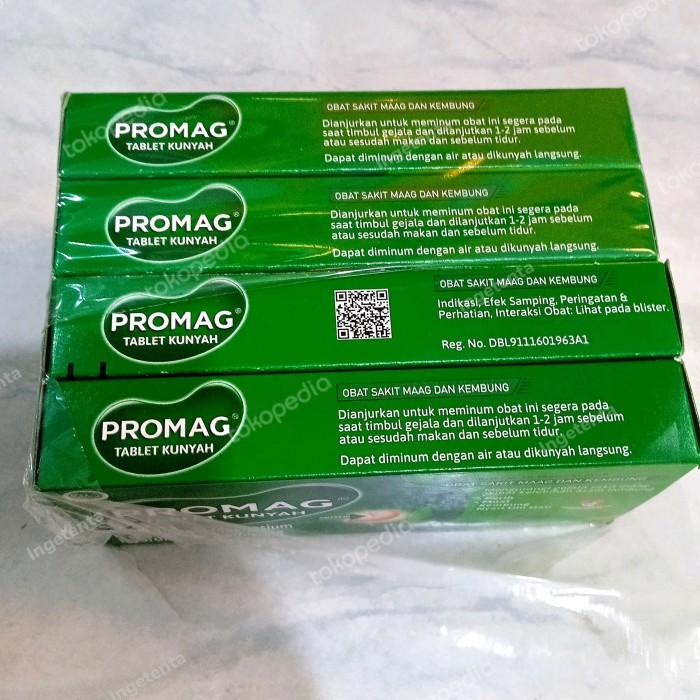 PROMAG®
TABLET KUNYAH
OBAT SAKIT MAAG DAN KEMBUNG
Dianjurkan untuk meminum obat ini segera pada
saat timbul gejala dan dilanjutkan 1-2 jam sebelum
atau sesudah makan dan sebelum tidur.
Dapat diminum dengan air atau dikunyah langsung.
PROMAG®
TABLET KUNYAH
OBAT SAKIT MAAG DAN KEMBUNG
Dianjurkan untuk meminum obat ini segera pada
saat timbul gejala dan dilanjutkan 1-2 jam sebelum
atau sesudah makan dan sebelum tidur.
Dapat diminum dengan air atau dikunyah langsung.
PROMAG®
TABLET KUNYAH
OBAT SAKIT MAAG DAN KEMBUNG
Indikasi, Efek Samping, Peringatan &
Perhatian, Interaksi Obat: Lihat pada blister.
Reg. No. DBL9111601963A1
PROMAG®
TABLET KUNYAH
OBAT SAKIT MAAG DAN KEMBUNG
Dianjurkan untuk meminum obat ini segera pada
saat timbul gejala dan dilanjutkan 1-2 jam sebelum
atau sesudah makan dan sebelum tidur.
Dapat diminum dengan air atau dikunyah langsung.
OBAT SAKIT MAAG DAN KEMBUNG
KUNYAH
tokopedia
Ingetenta